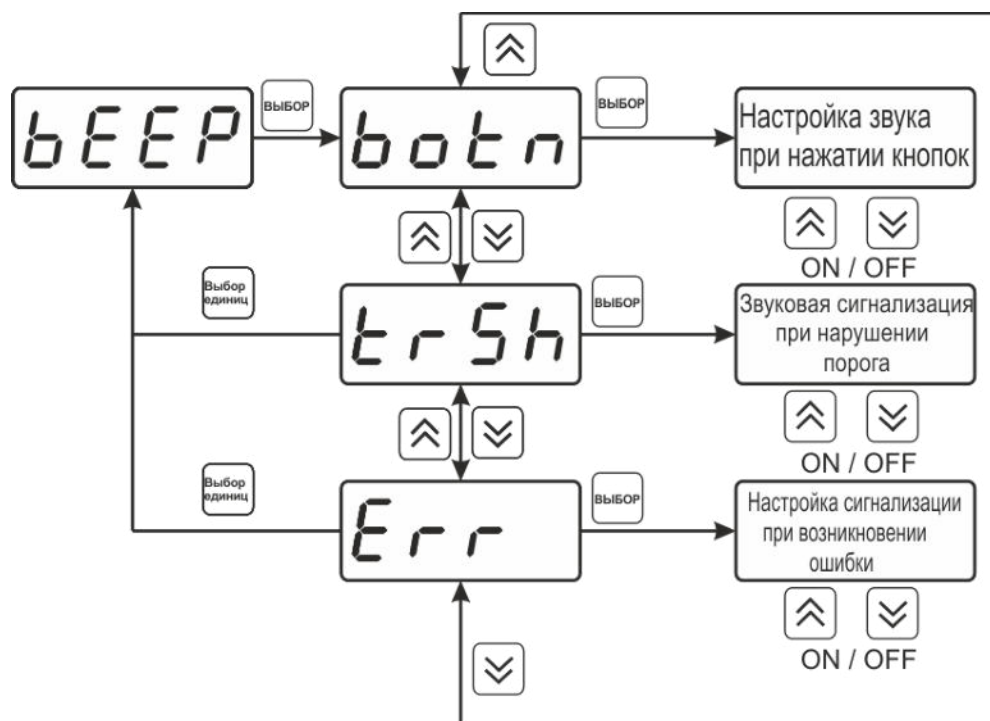 bEEP
ВЫБОР
botn
ВЫБОР
Настройка звука
при нажатии кнопок
ON / OFF
Выбор
единиц
trSh
ВЫБОР
Звуковая сигнализация
при нарушении
порога
ON / OFF
Выбор
единиц
Err
ВЫБОР
Настройка сигнализации
при возникновении
ошибки
ON / OFF